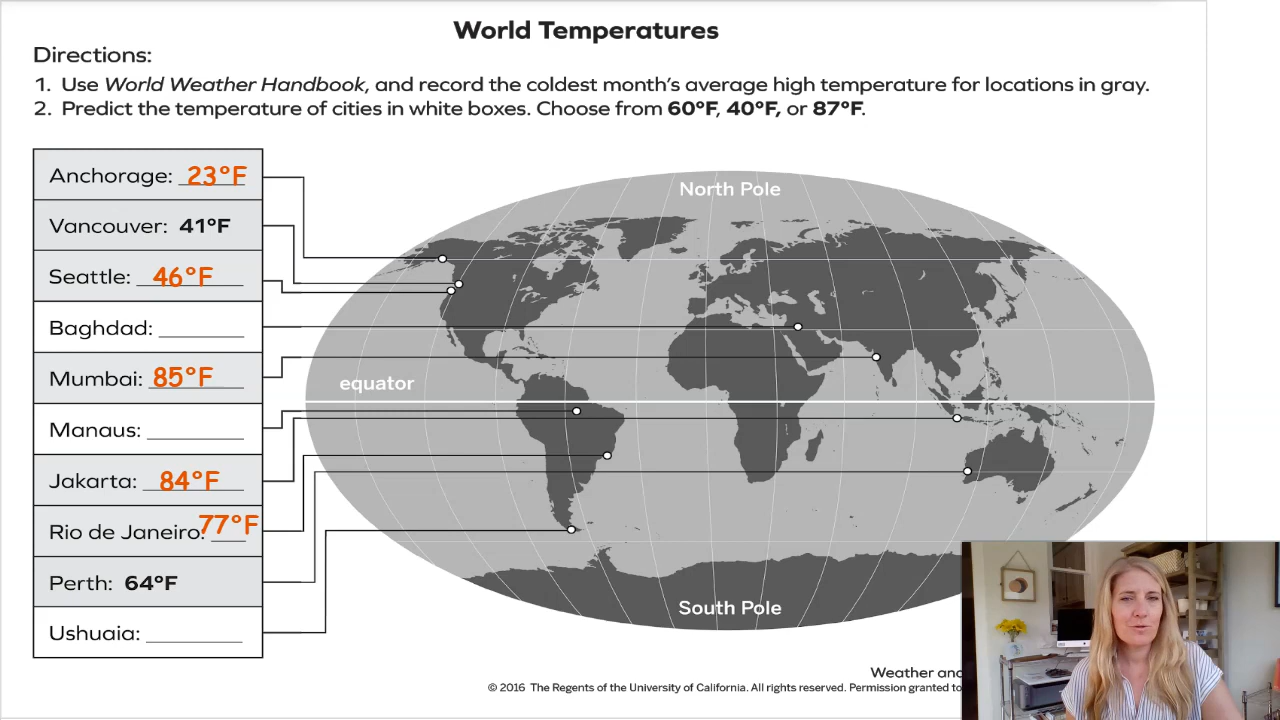 World Temperatures
Directions:
1. Use World Weather Handbook, and record the coldest month's average high temperature for locations in gray.
2. Predict the temperature of cities in white boxes. Choose from 60°F, 40°F, or 87°F.
Anchorage: 23°F
Vancouver: 41°F
Seattle: 46°F
Baghdad: ____
Mumbai: 85°F
Manaus: ____
Jakarta: 84°F
Rio de Janeiro: 77°F
Perth: 64°F
Ushuaia: ____
North Pole
equator
South Pole
Weather and
© 2016 The Regents of the University of California. All rights reserved. Permission granted to